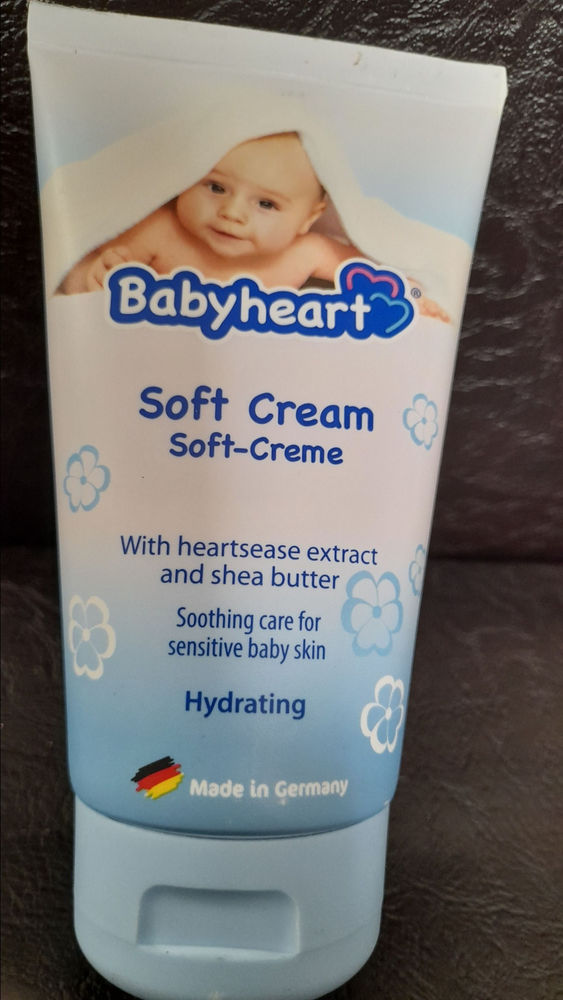 Babyheart®
Soft Cream
Soft-Creme
With heartsease extract
and shea butter
Soothing care for
sensitive baby skin
Hydrating
Made in Germany